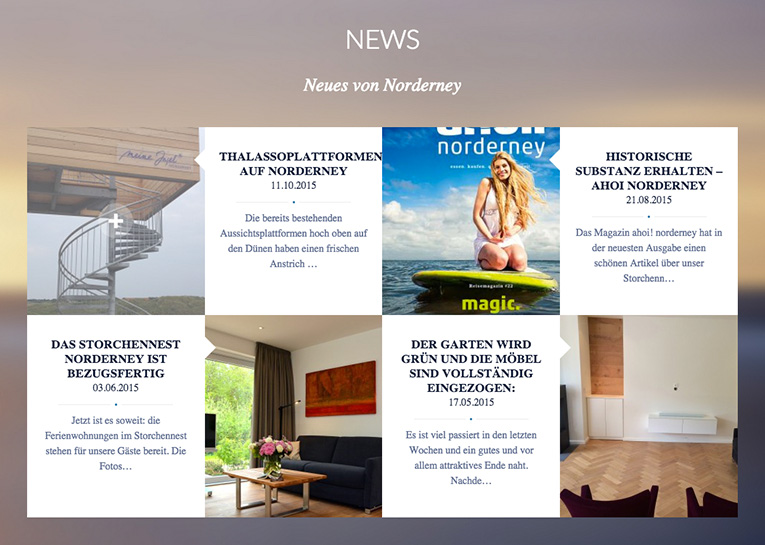 NEWS
Neues von Norderney
meine Insel
THALASSOPLATTFORMEN
AUF NORDERNEY
11.10.2015
Die bereits bestehenden
Aussichtsplattformen hoch oben auf
den Dünen haben einen frischen
Anstrich …
norderney
Reisemagazin #22
magic.
HISTORISCHE
SUBSTANZ ERHALTEN –
AHOI NORDERNEY
21.08.2015
Das Magazin ahoi! norderney hat in
der neuesten Ausgabe einen
schönen Artikel über unser
Storchenn…
DAS STORCHENNEST
NORDERNEY IST
BEZUGSFERTIG
03.06.2015
Jetzt ist es soweit: die
Ferienwohnungen im Storchennest
stehen für unsere Gäste bereit. Die
Fotos…
DER GARTEN WIRD
GRÜN UND DIE MÖBEL
SIND VOLLSTÄNDIG
EINGEZOGEN:
17.05.2015
Es ist viel passiert in den letzten
Wochen und ein gutes und vor
allem attraktives Ende naht.
Nachde…